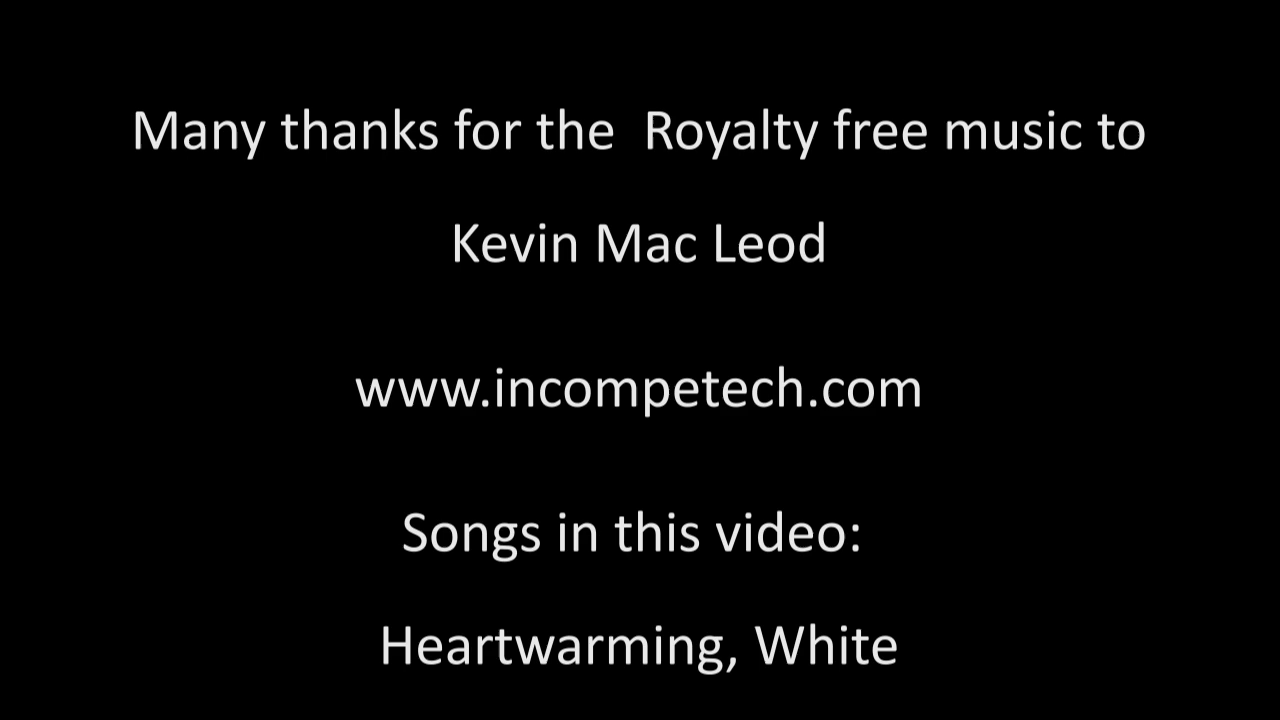 Many thanks for the  Royalty free music to
Kevin Mac Leod
www.incompetech.com
Songs in this video:
Heartwarming, White